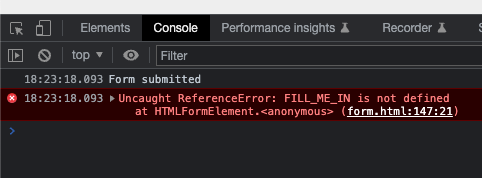 Elements Console Performance insights Recorder
top Filter
18:23:18.093 Form submitted
18:23:18.093 Uncaught ReferenceError: FILL_ME_IN is not defined
at HTMLFormElement.<anonymous> (form.html:147:21)